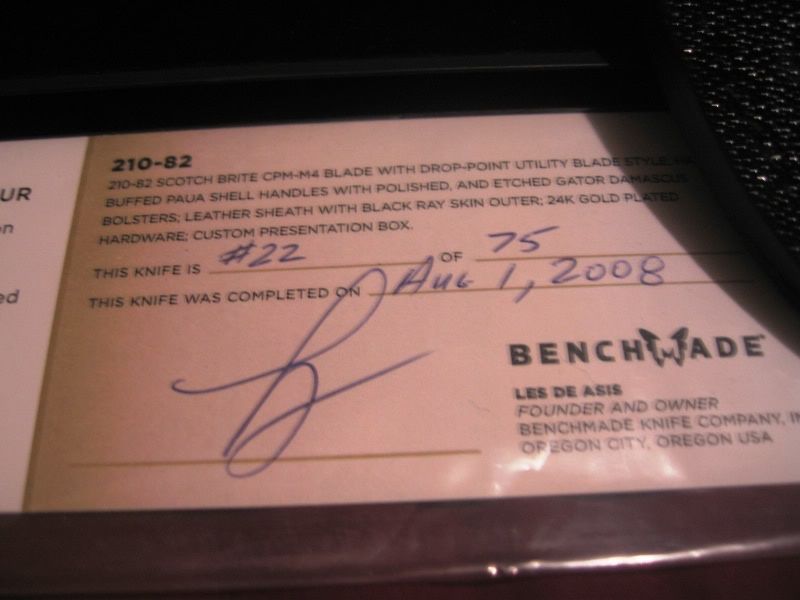 210-82
210-82 SCOTCH BRITE CPM-M4 BLADE WITH DROP-POINT UTILITY BLADE STYLE,
BUFFED PAUA SHELL HANDLES WITH POLISHED, AND ETCHED GATOR DAMASCUS
BOLSTERS; LEATHER SHEATH WITH BLACK RAY SKIN OUTER; 24K GOLD PLATED
HARDWARE; CUSTOM PRESENTATION BOX.
THIS KNIFE IS #22 OF 75
THIS KNIFE WAS COMPLETED ON Aug 1, 2008
BENCHMADE
LES DE ASIS
FOUNDER AND OWNER
BENCHMADE KNIFE COMPANY,
OREGON CITY, OREGON USA